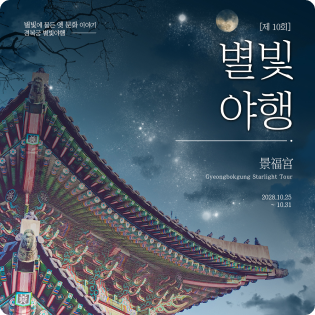 별빛에 물든 옛 문화 이야기
경복궁 별빛야행
[제 10회]
별빛
야행
景福宮
Gyeongbokgung Starlight Tour
2028.10.25
~ 10.31